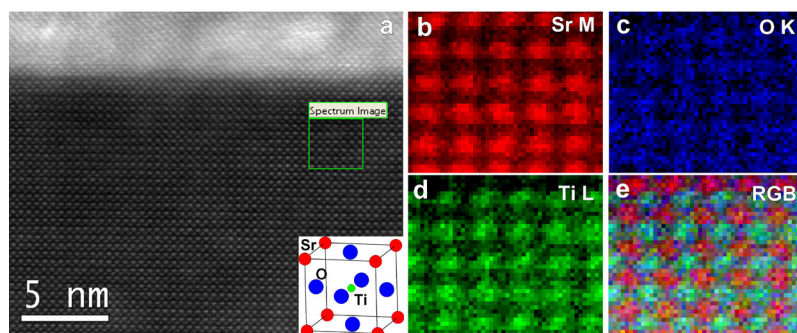 a
Spectrum Image
Sr
O
Ti
5 nm
b
Sr M
c
O K
d
Ti L
e
RGB